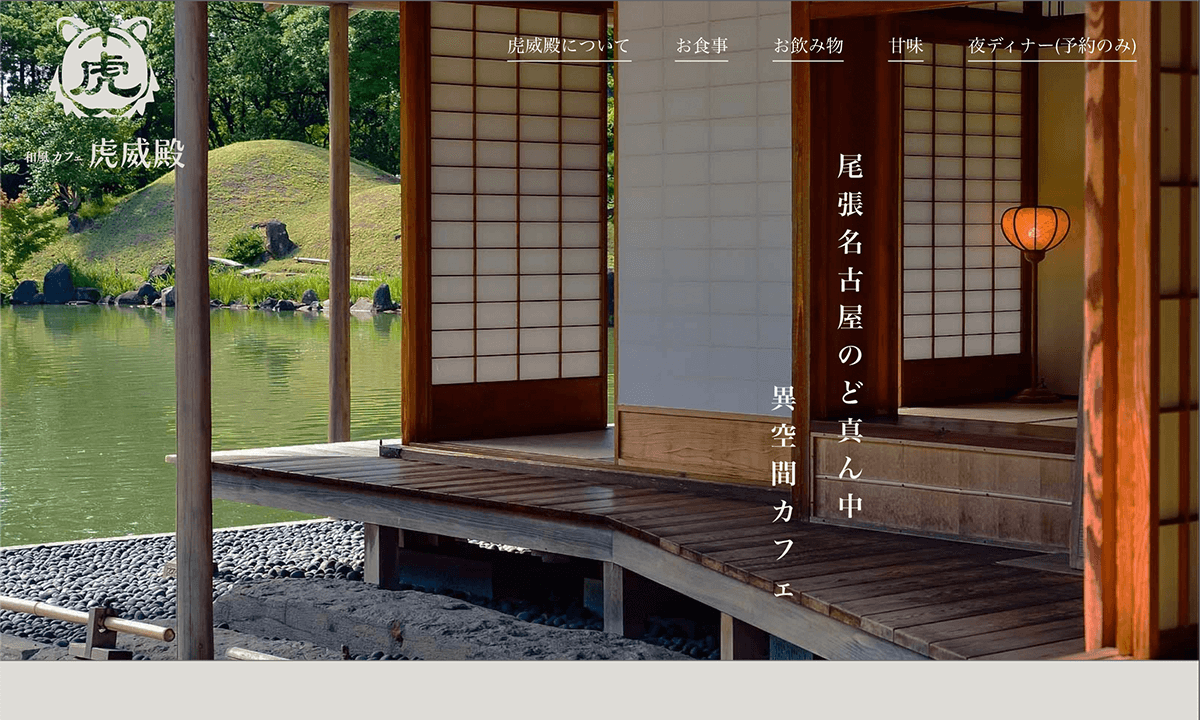 虎
和風カフェ 虎威殿
虎威殿について
お食事
お飲み物
甘味
夜ディナー(予約のみ)
尾張名古屋のど真ん中
異空間カフェ